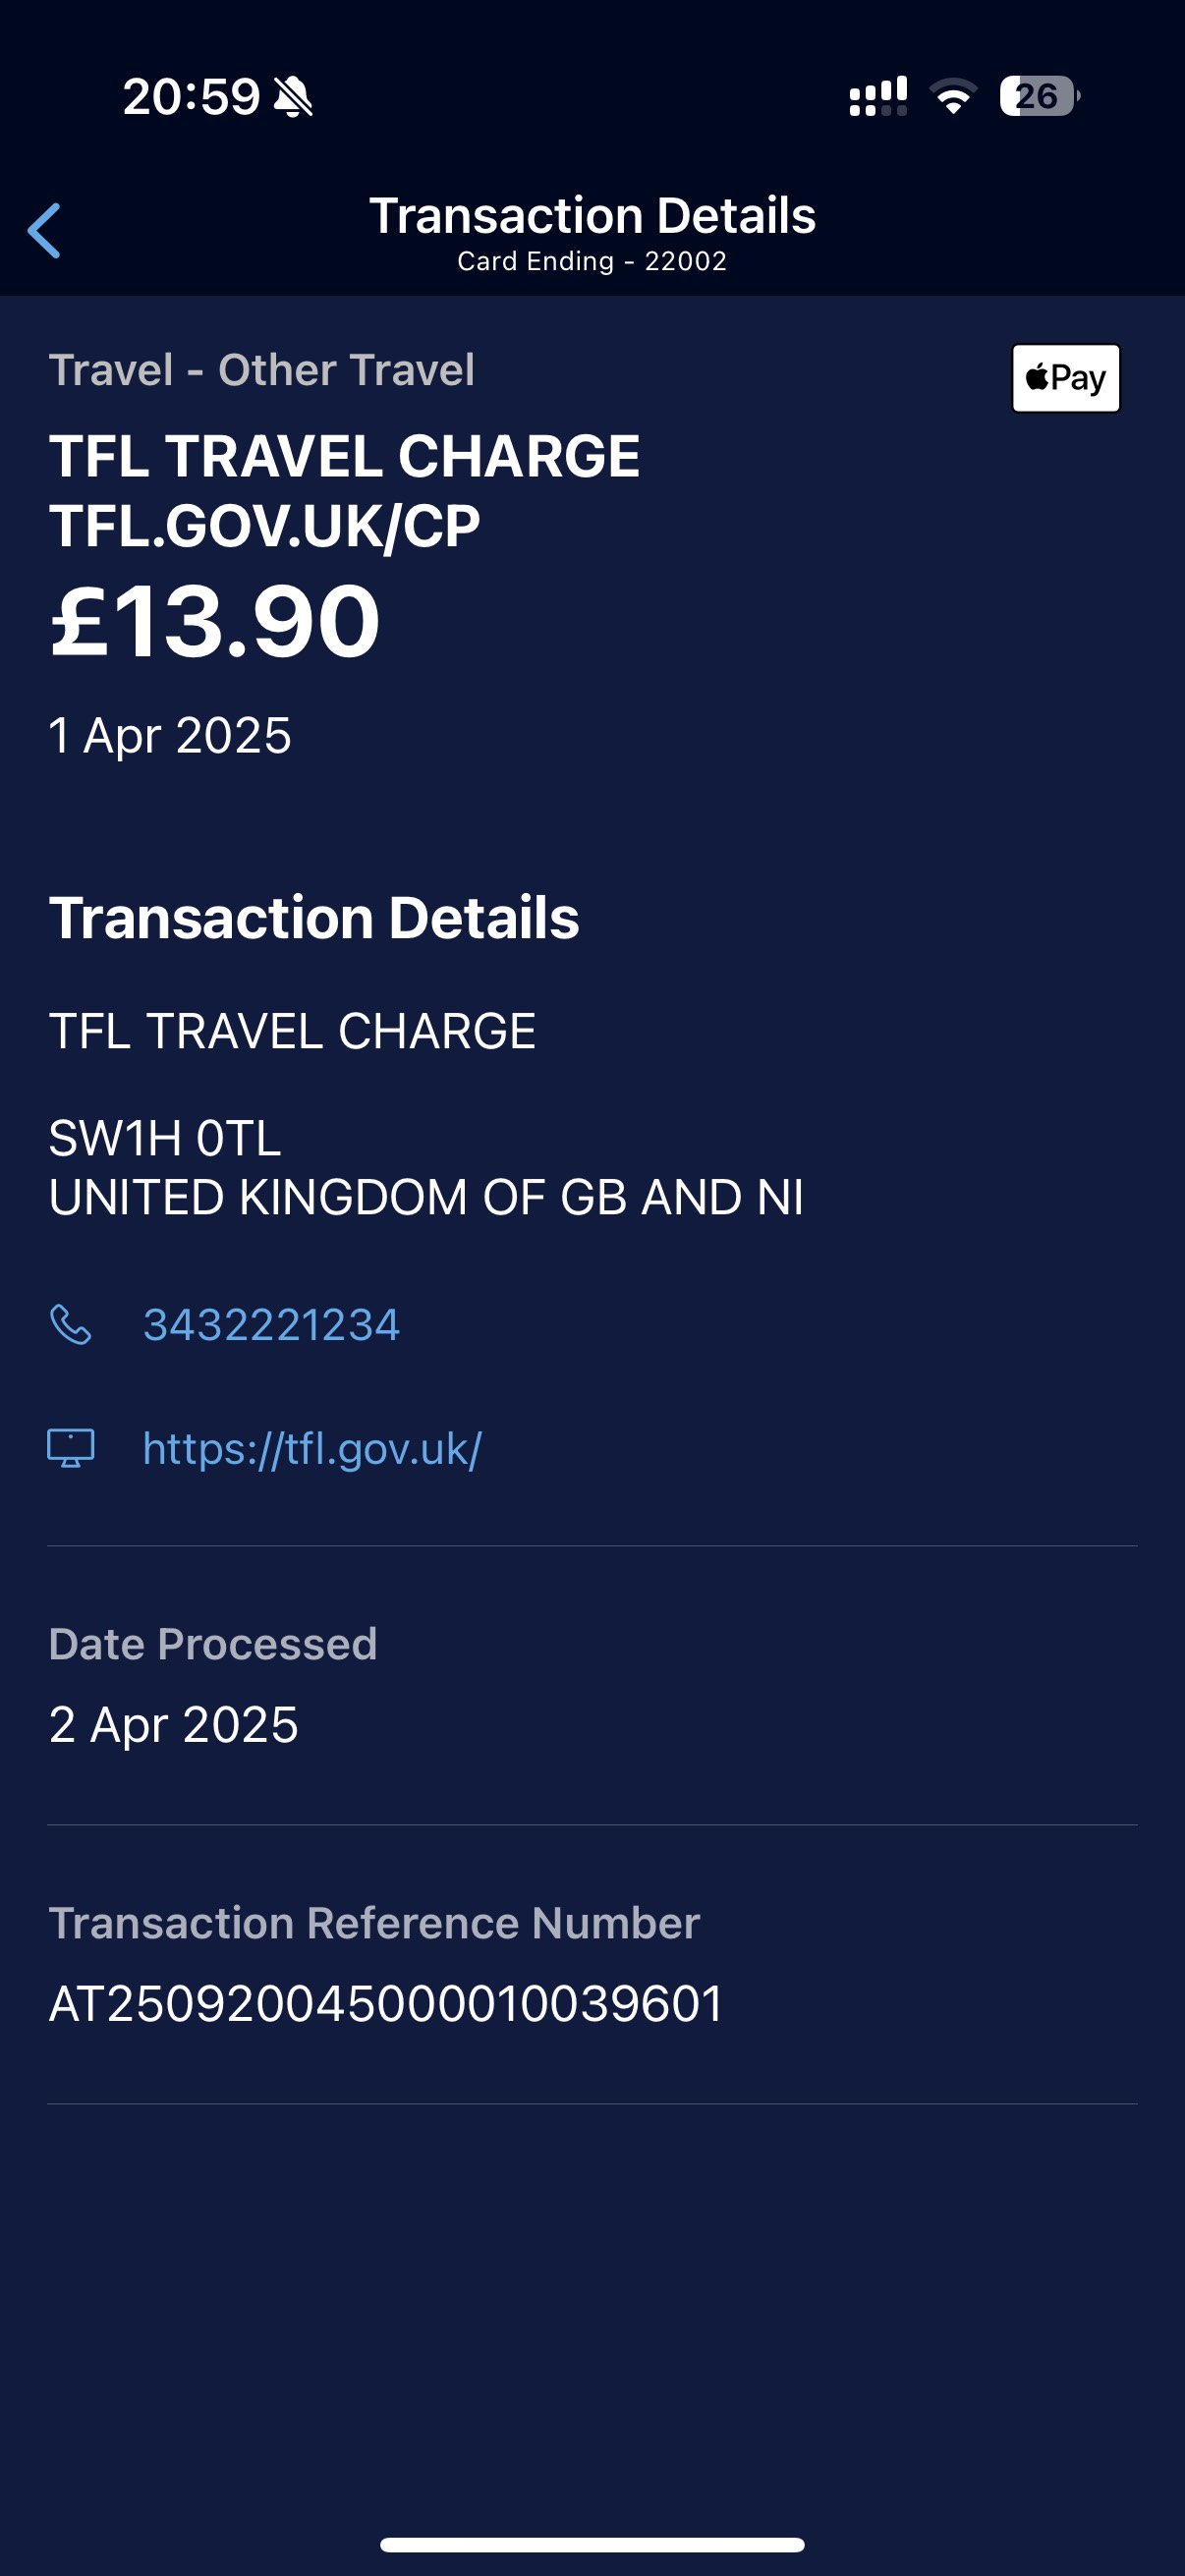 20:59
26
Transaction Details
Card Ending - 22002
Travel - Other Travel
Pay
TFL TRAVEL CHARGE
TFL.GOV.UK/CP
£13.90
1 Apr 2025
Transaction Details
TFL TRAVEL CHARGE
SW1H 0TL
UNITED KINGDOM OF GB AND NI
3432221234
https://tfl.gov.uk/
Date Processed
2 Apr 2025
Transaction Reference Number
AT250920045000010039601